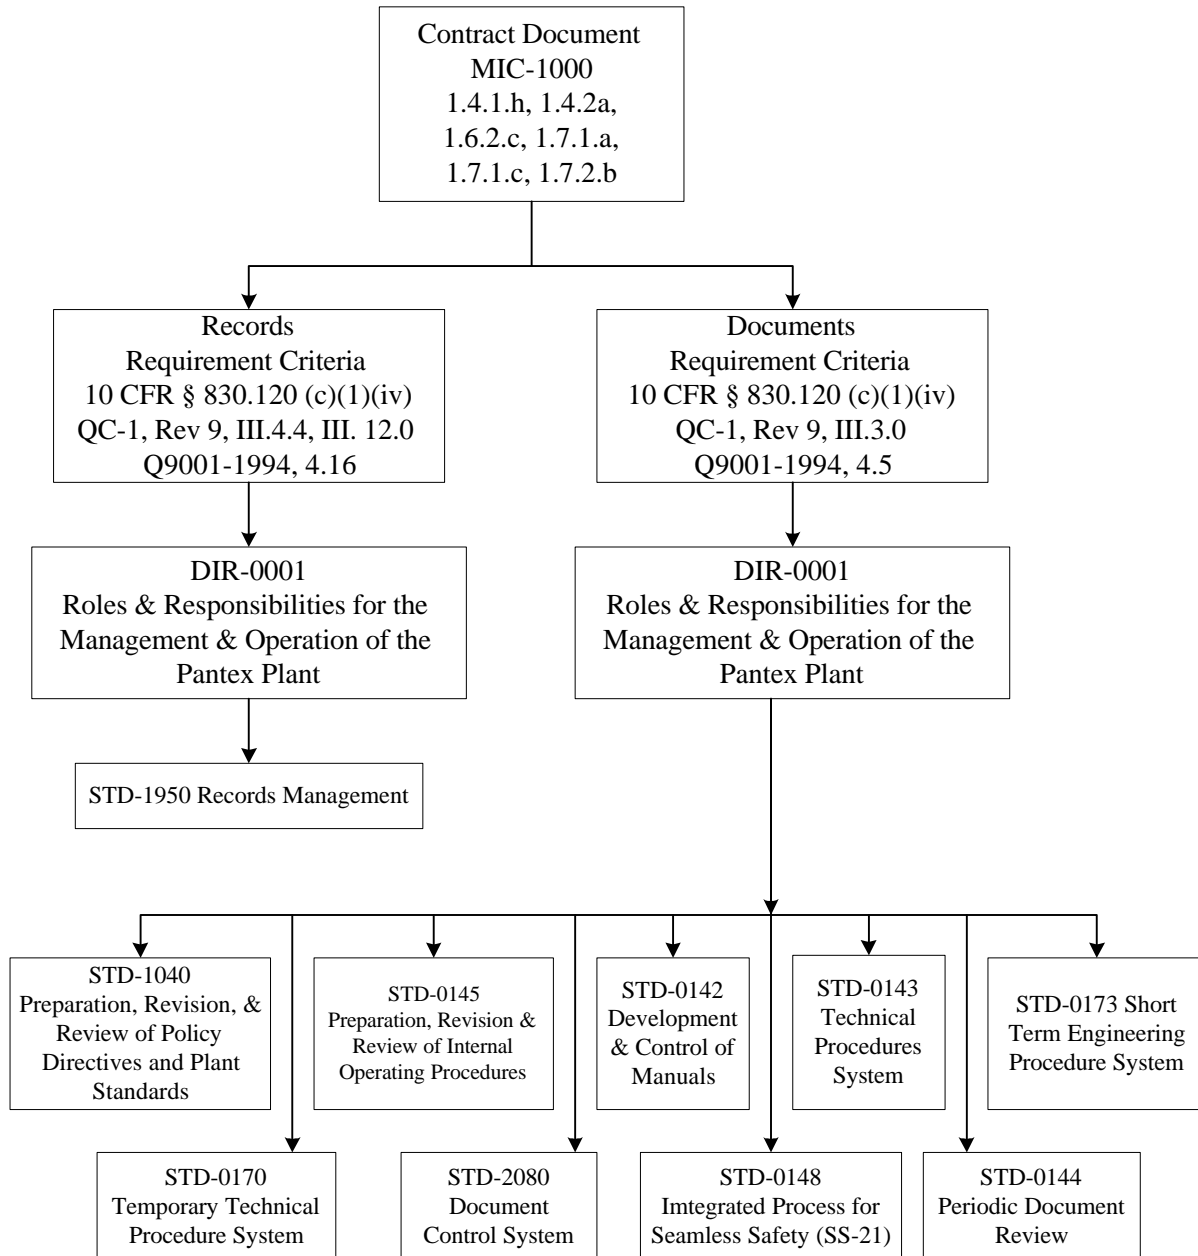 Contract Document
MIC-1000
1.4.1.h, 1.4.2a,
1.6.2.c, 1.7.1.a,
1.7.1.c, 1.7.2.b
Records
Requirement Criteria
10 CFR § 830.120 (c)(1)(iv)
QC-1, Rev 9, III.4.4, III. 12.0
Q9001-1994, 4.16
Documents
Requirement Criteria
10 CFR § 830.120 (c)(1)(iv)
QC-1, Rev 9, III.3.0
Q9001-1994, 4.5
DIR-0001
Roles & Responsibilities for the
Management & Operation of the
Pantex Plant
DIR-0001
Roles & Responsibilities for the
Management & Operation of the
Pantex Plant
STD-1950 Records Management
STD-1040
Preparation, Revision, &
Review of Policy
Directives and Plant
Standards
STD-0145
Preparation, Revision &
Review of Internal
Operating Procedures
STD-0142
Development
& Control of
Manuals
STD-0143
Technical
Procedures
System
STD-0173 Short
Term Engineering
Procedure System
STD-0170
Temporary Technical
Procedure System
STD-2080
Document
Control System
STD-0148
Imtegrated Process for
Seamless Safety (SS-21)
STD-0144
Periodic Document
Review